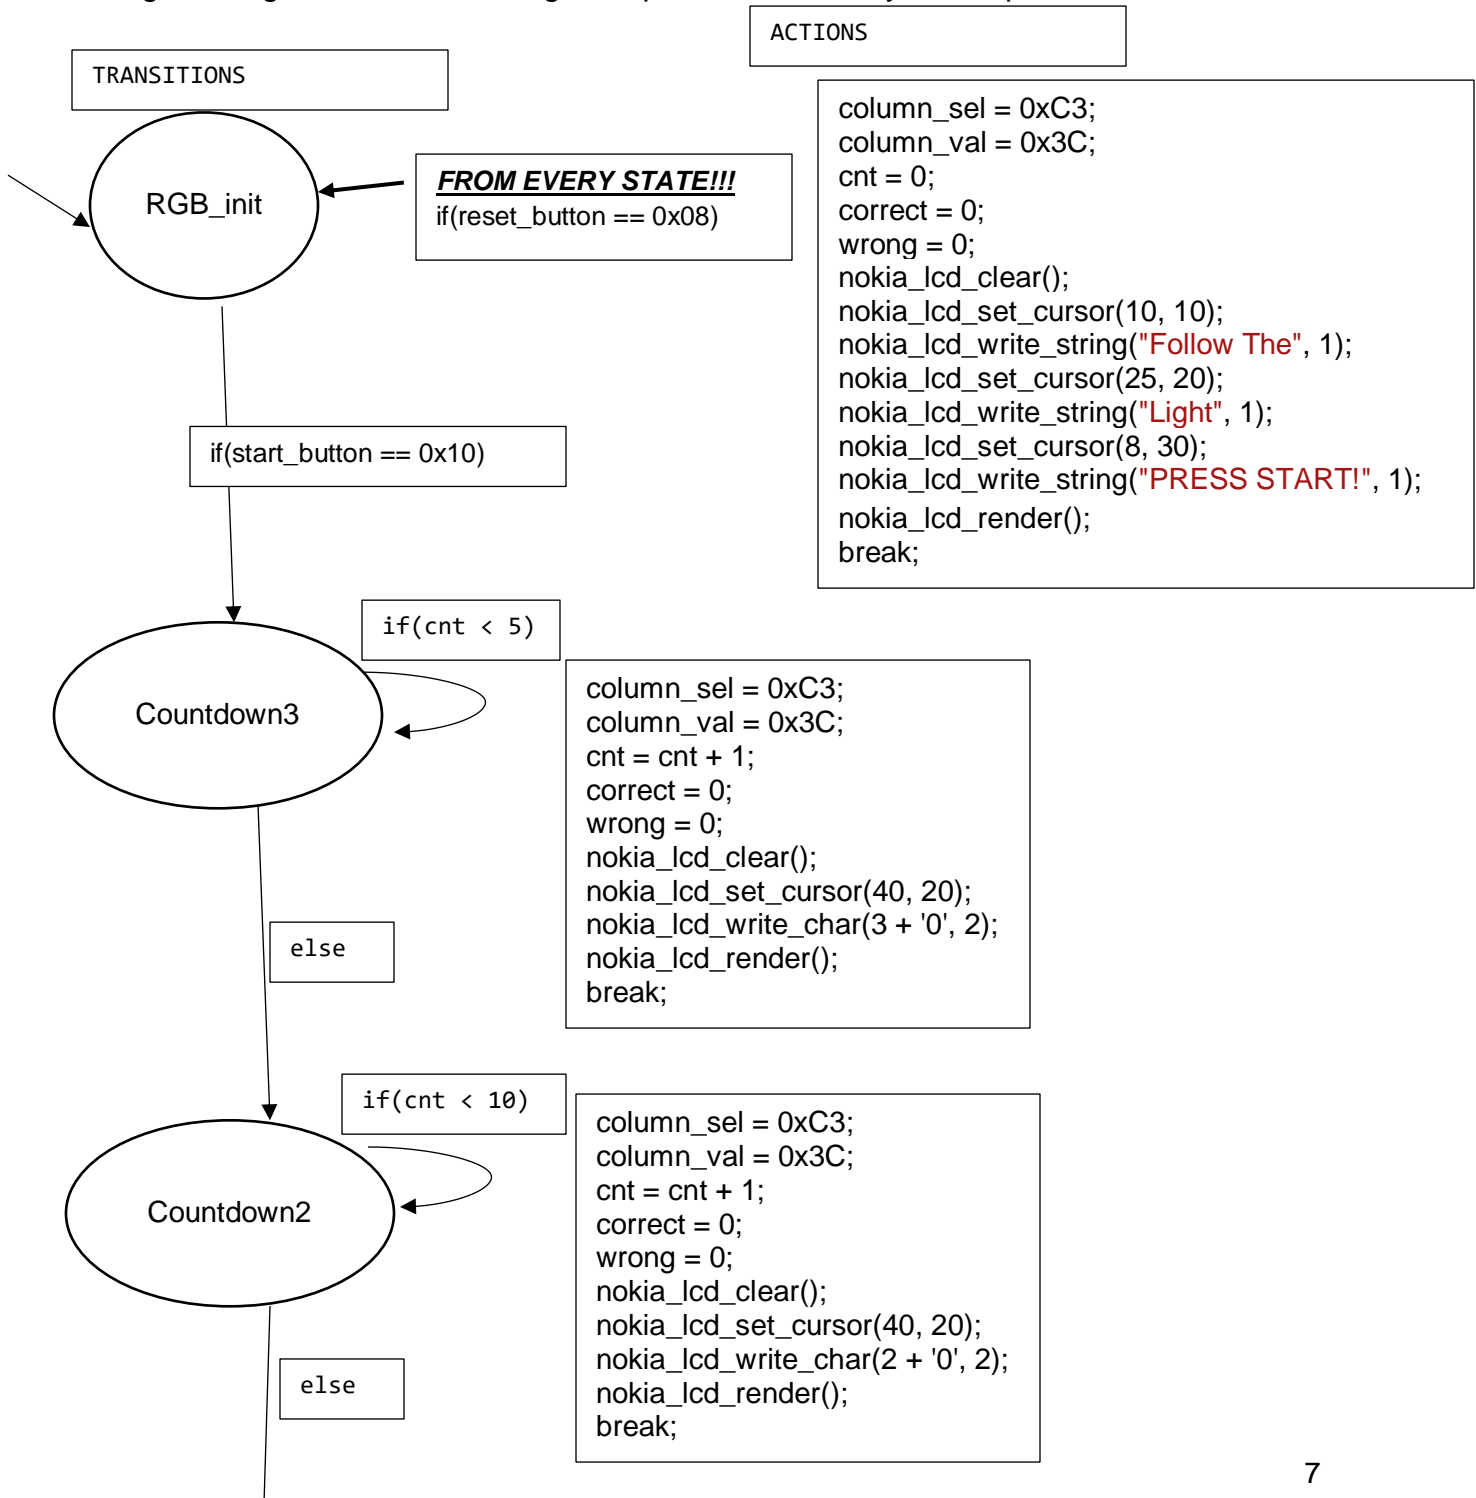 ACTIONS
TRANSITIONS
RGB_init
FROM EVERY STATE!!!
if(reset_button == 0x08)
column_sel = 0xC3;
column_val = 0x3C;
cnt = 0;
correct = 0;
wrong = 0;
nokia_lcd_clear();
nokia_lcd_set_cursor(10, 10);
nokia_lcd_write_string("Follow The", 1);
nokia_lcd_set_cursor(25, 20);
nokia_lcd_write_string("Light", 1);
nokia_lcd_set_cursor(8, 30);
nokia_lcd_write_string("PRESS START!", 1);
nokia_lcd_render();
break;
if(start_button == 0x10)
if(cnt < 5)
Countdown3
column_sel = 0xC3;
column_val = 0x3C;
cnt = cnt + 1;
correct = 0;
wrong = 0;
nokia_lcd_clear();
nokia_lcd_set_cursor(40, 20);
nokia_lcd_write_char(3 + '0', 2);
nokia_lcd_render();
break;
else
if(cnt < 10)
Countdown2
column_sel = 0xC3;
column_val = 0x3C;
cnt = cnt + 1;
correct = 0;
wrong = 0;
nokia_lcd_clear();
nokia_lcd_set_cursor(40, 20);
nokia_lcd_write_char(2 + '0', 2);
nokia_lcd_render();
break;
else
7